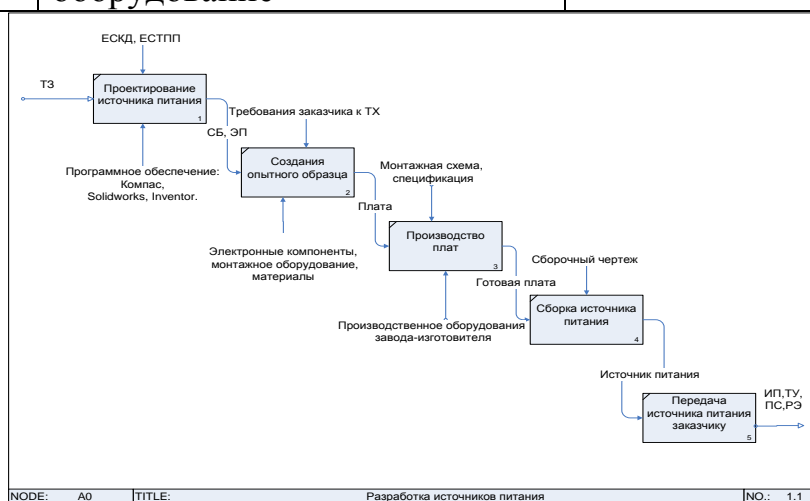 оборудование
ЕСКД, ЕСТПП
ТЗ
Проектирование
источника питания
1
Программное обеспечение:
Компас,
Solidworks, Inventor.
СБ, ЭП
Требования заказчика к ТХ
Создания
опытного образца
2
Электронные компоненты,
монтажное оборудование,
материалы
Плата
Монтажная схема,
спецификация
Производство
плат
3
Производственное оборудования
завода-изготовителя
Готовая плата
Сборочный чертеж
Сборка источника
питания
4
Источник питания
Передача
источника питания
заказчику
5
ИП,ТУ,
ПС,РЭ
NODE: A0 TITLE: Разработка источников питания NO.: 1.1